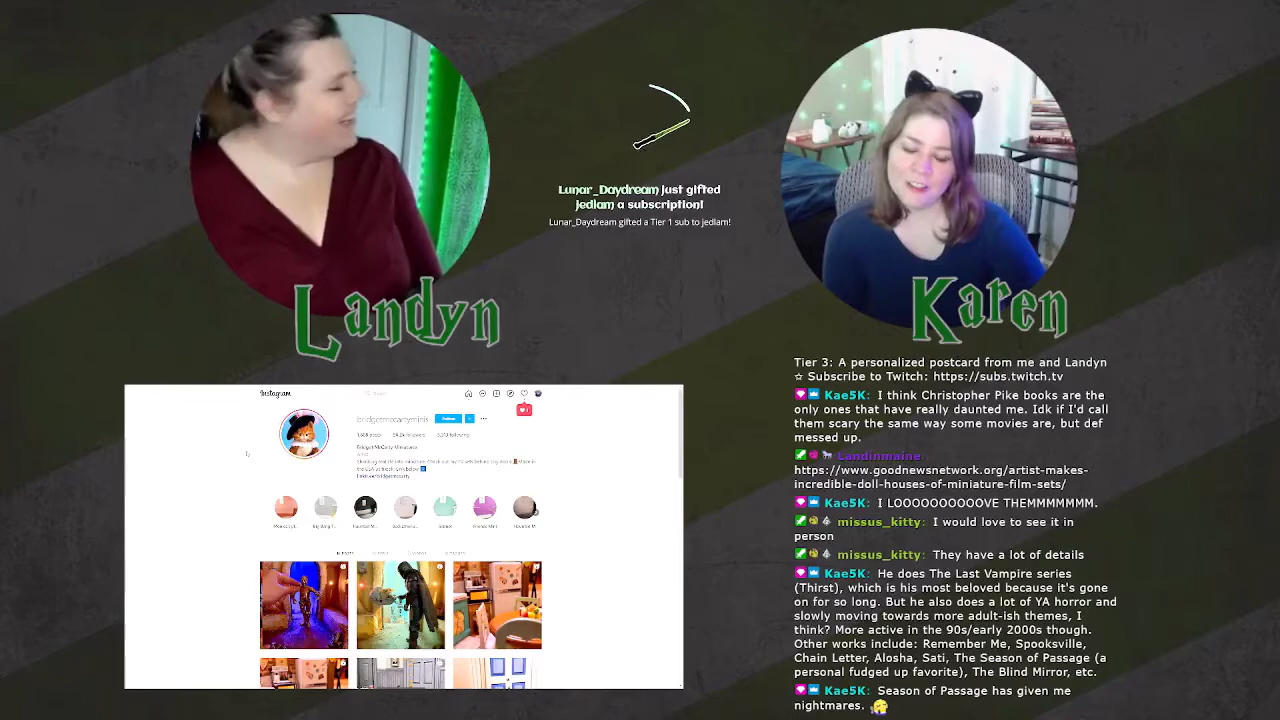 Lunar_Daydream just gifted
jedlam a subscription!
Lunar_Daydream gifted a Tier 1 sub to jedlam!
Landyn
Karen
Instagram
Search
bridgetmccartyminis
Bridget McCarty Miniatures
Tier 3: A personalized postcard from me and Landyn
☆ Subscribe to Twitch: https://subs.twitch.tv
Kae5K: I think Christopher Pike books are the
only ones that have really daunted me. Idk if I'd call
them scary the same way some movies are, but def
messed up.
Landinmaine:
https://www.goodnewsnetwork.org/artist-makes-
incredible-doll-houses-of-miniature-film-sets/
Kae5K: I LOOOOOOOOOVE THEMMMMMMM.
missus_kitty: I would love to see it in
person
missus_kitty: They have a lot of details
Kae5K: He does The Last Vampire series
(Thirst), which is his most beloved because it's gone
on for so long. But he also does a lot of YA horror and
slowly moving towards more adult-ish themes, I
think? More active in the 90s/early 2000s though.
Other works include: Remember Me, Spooksville,
Chain Letter, Alosha, Sati, The Season of Passage (a
personal fudged up favorite), The Blind Mirror, etc.
Kae5K: Season of Passage has given me
nightmares.